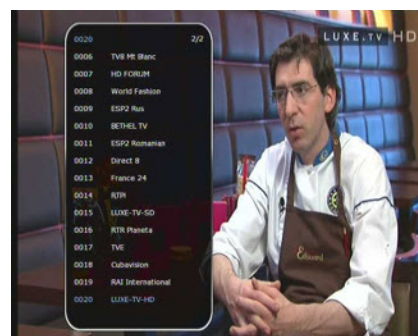 0020 2/2
LUXE.TV HD
0006 TV8 Mt Blanc
0007 HD FORUM
0008 World Fashion
0009 ESP2 Rus
0010 BETHEL TV
0011 ESP2 Romanian
0012 Direct 8
0013 France 24
0014 RTPi
0015 LUXE-TV-SD
0016 RTR Planeta
0017 TVE
0018 Cubavision
0019 RAI International
0020 LUXE-TV-HD
Edouard